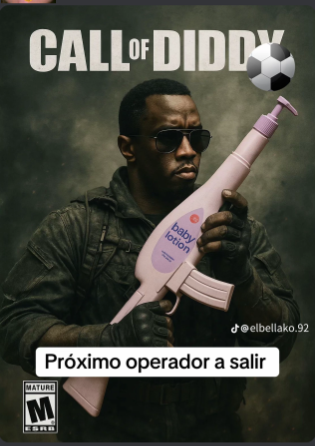 CALL OF DIDDY
baby
lotion
@elbellako.92
Próximo operador a salir
MATURE
M
ESRB